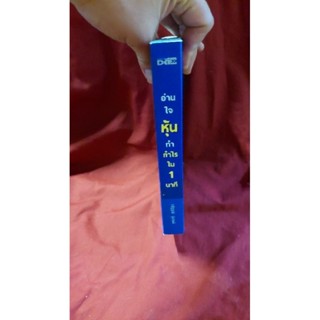 อ่าน
ใจ
หุ้น
ทำ
กำไร
ใน
1
นาที